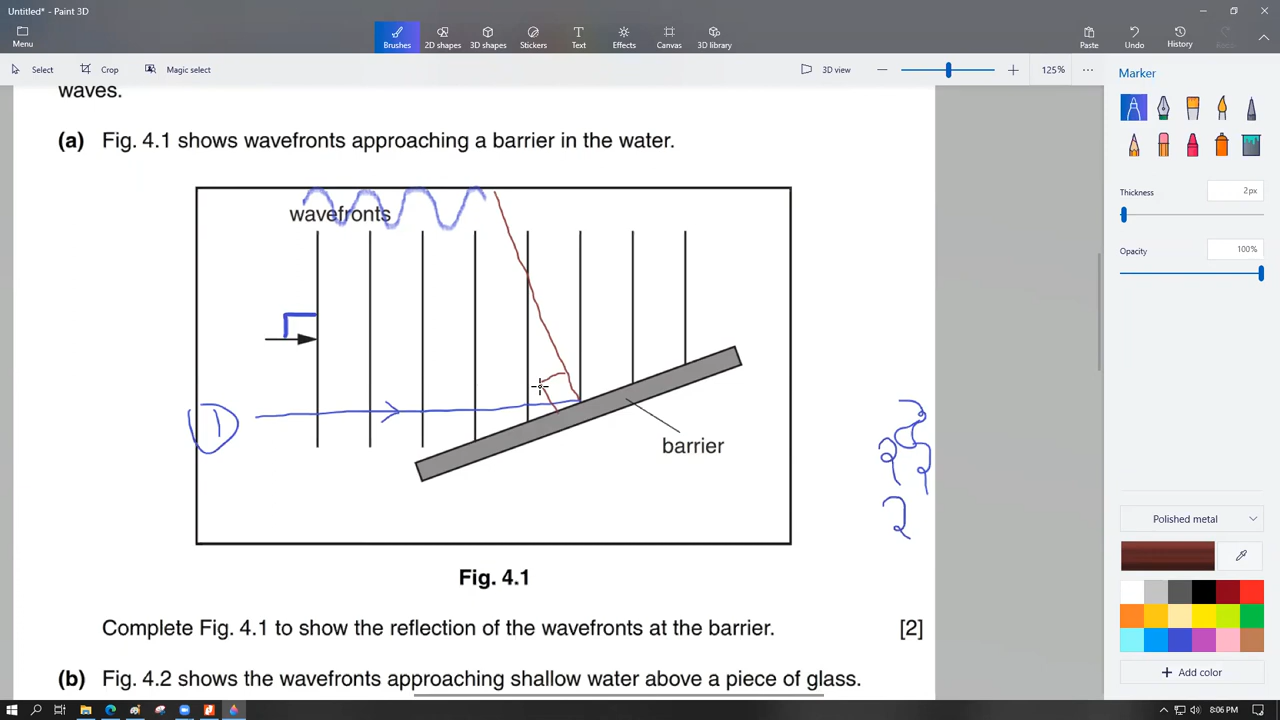 Untitled* - Paint 3D
Menu
Brushes
2D shapes
3D shapes
Stickers
Text
Effects
Canvas
3D library
Paste
Undo
History
Redo
Select
Crop
Magic select
3D view
125%
waves.
(a) Fig. 4.1 shows wavefronts approaching a barrier in the water.
wavefronts
1
barrier
2
Fig. 4.1
Complete Fig. 4.1 to show the reflection of the wavefronts at the barrier. [2]
(b) Fig. 4.2 shows the wavefronts approaching shallow water above a piece of glass.
Marker
Thickness
2px
Opacity
100%
Polished metal
+ Add color
8:06 PM